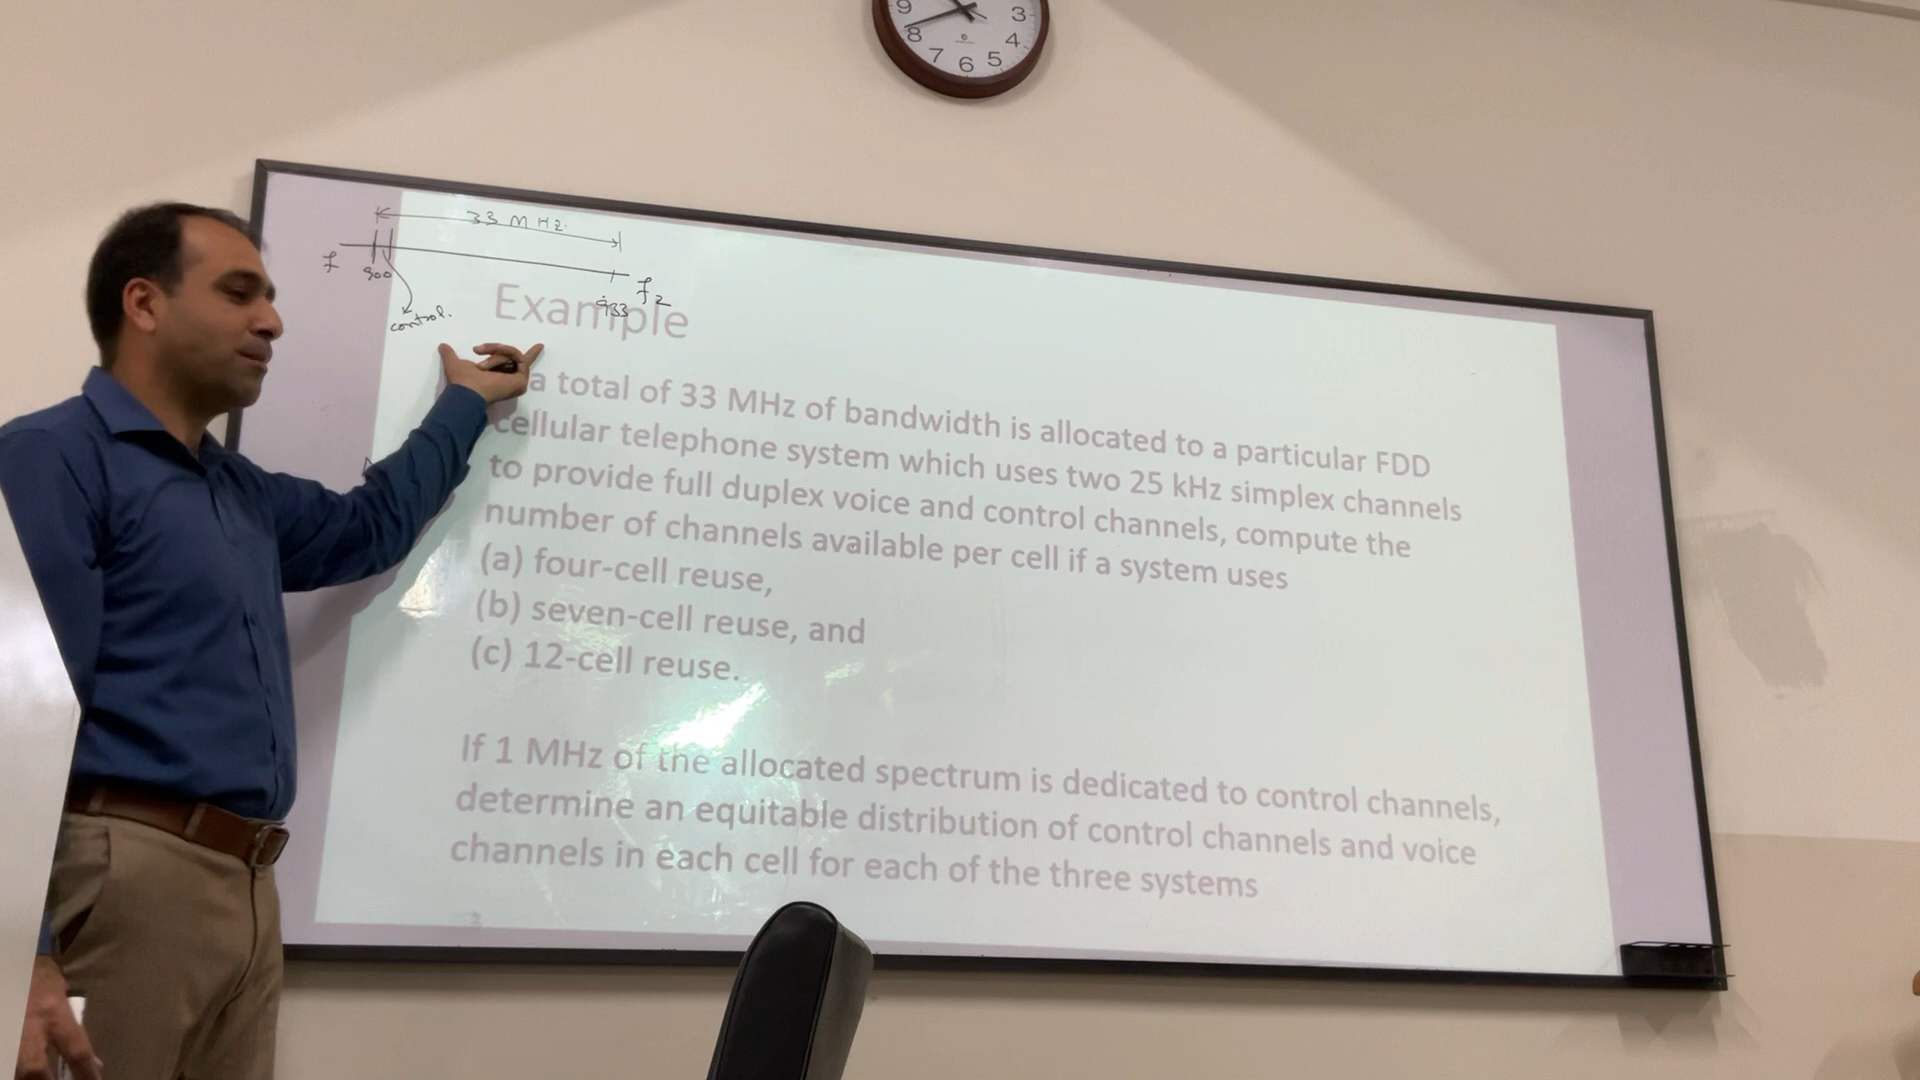 9
3
8
4
7
6
5
33 MHz.
f
900
933
f2
control.
Example
a total of 33 MHz of bandwidth is allocated to a particular FDD
cellular telephone system which uses two 25 kHz simplex channels
to provide full duplex voice and control channels, compute the
number of channels available per cell if a system uses
(a) four-cell reuse,
(b) seven-cell reuse, and
(c) 12-cell reuse.
If 1 MHz of the allocated spectrum is dedicated to control channels,
determine an equitable distribution of control channels and voice
channels in each cell for each of the three systems